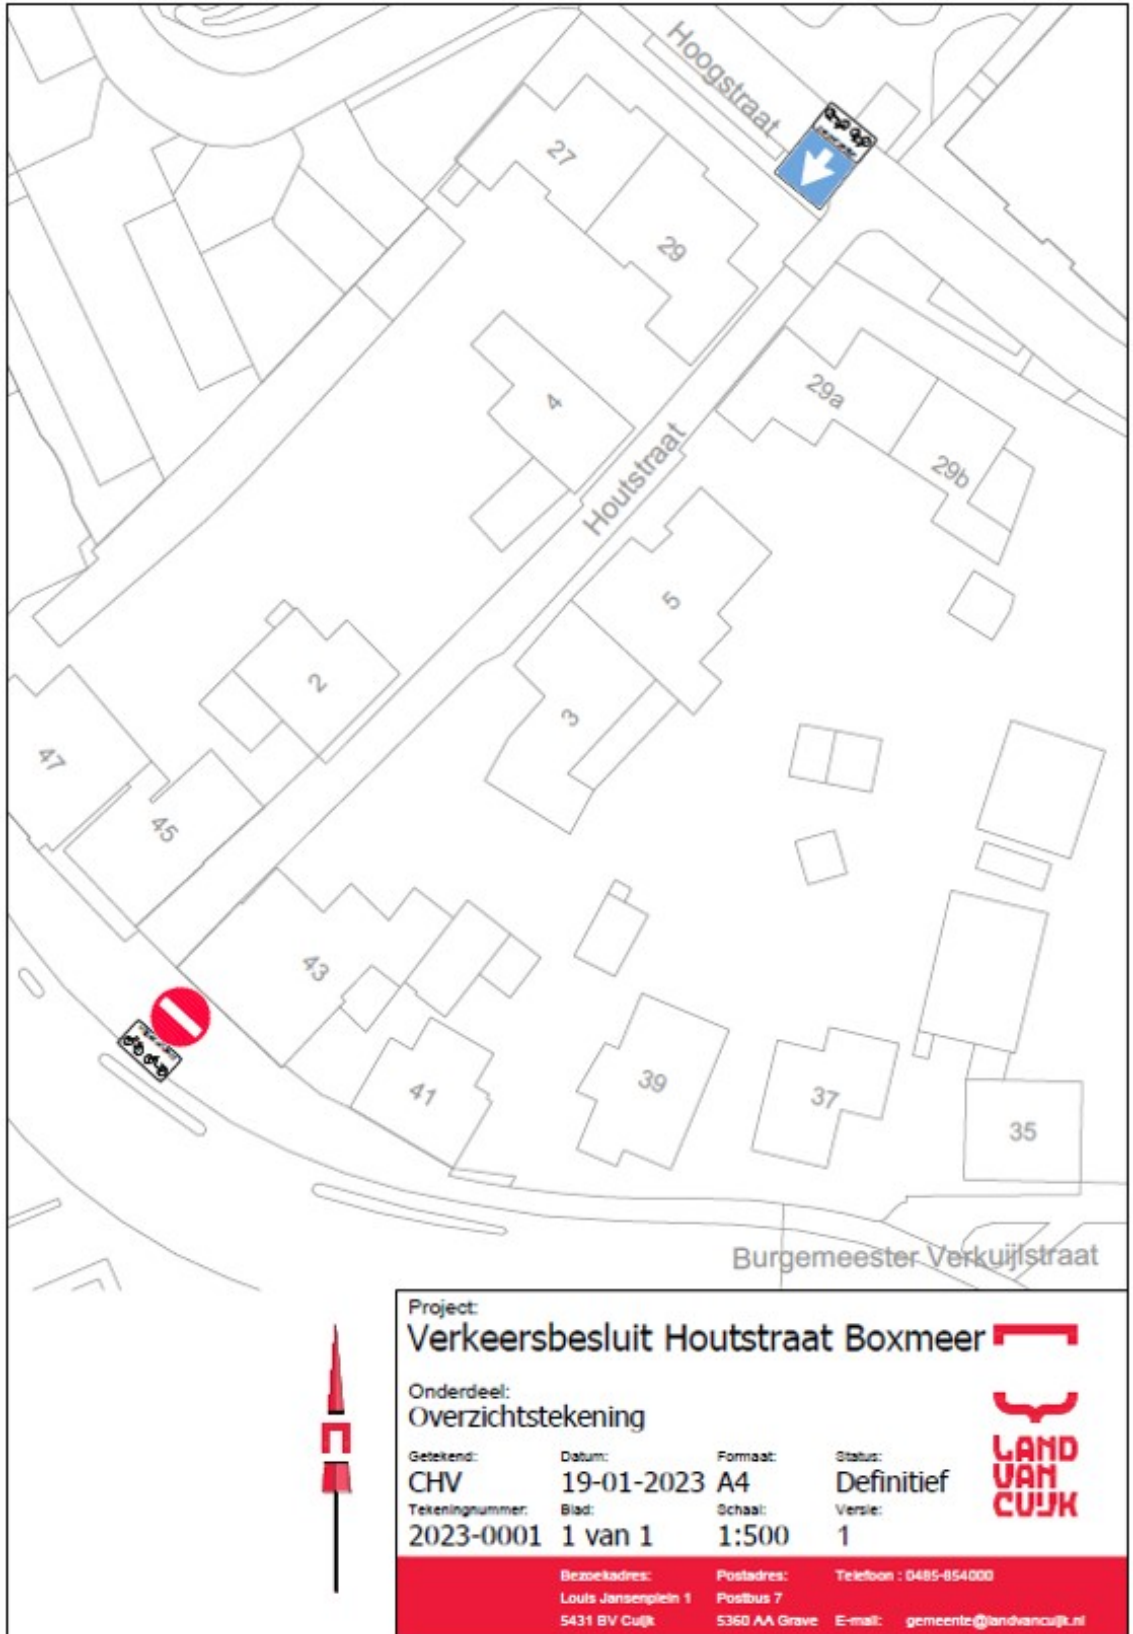 Hoogstraat
27
29
4
29a
29b
Houtstraat
5
2
3
47
45
43
41
39
37
35
Burgemeester Verkuijlstraat
Project:
Verkeersbesluit Houtstraat Boxmeer
Onderdeel:
Overzichtstekening
Getekend: Datum: Formaat: Status:
CHV 19-01-2023 A4 Definitief
Tekeningnummer: Blad: Schaal: Versie:
2023-0001 1 van 1 1:500 1
LAND
VAN
CUIJK
Bezoekadres: Postadres: Telefoon : 0485-854000
Louis Jansenplein 1 Postbus 7
5431 BV Cuijk 5360 AA Grave E-mail: gemeente@landvancuijk.nl